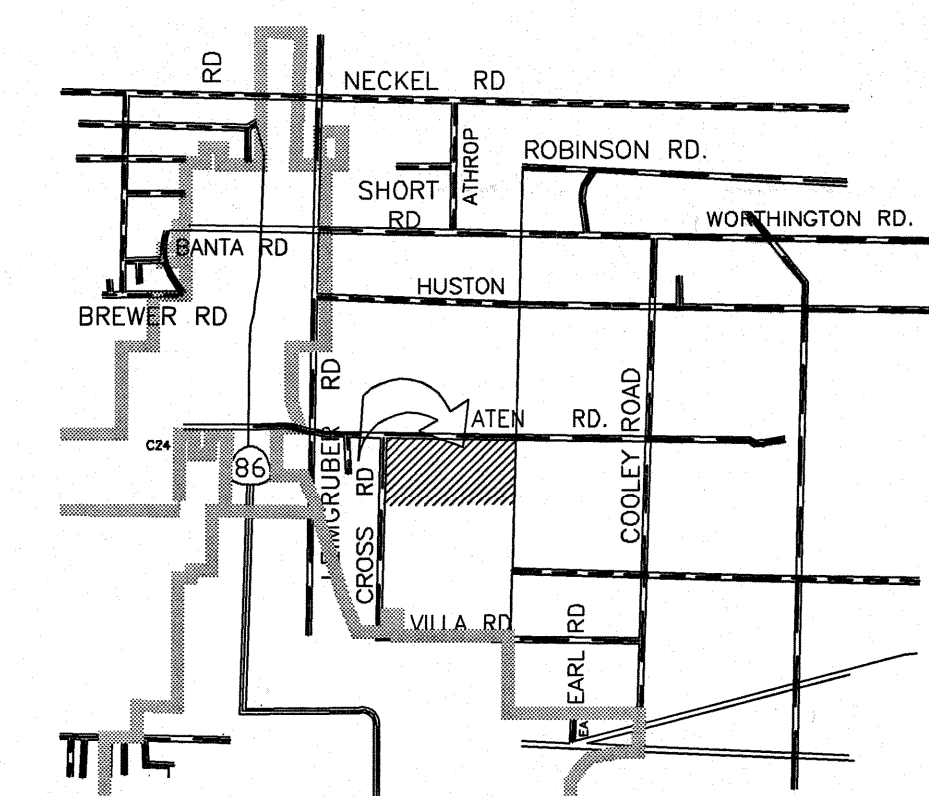 RD
NECKEL RD
ATHROP
ROBINSON RD.
SHORT
RD
WORTHINGTON RD.
BANTA RD
HUSTON
BREWER RD
RD
COOLEY ROAD
ATEN RD.
C24
86
CROSS RD
VILLA RD
EARL RD
EA